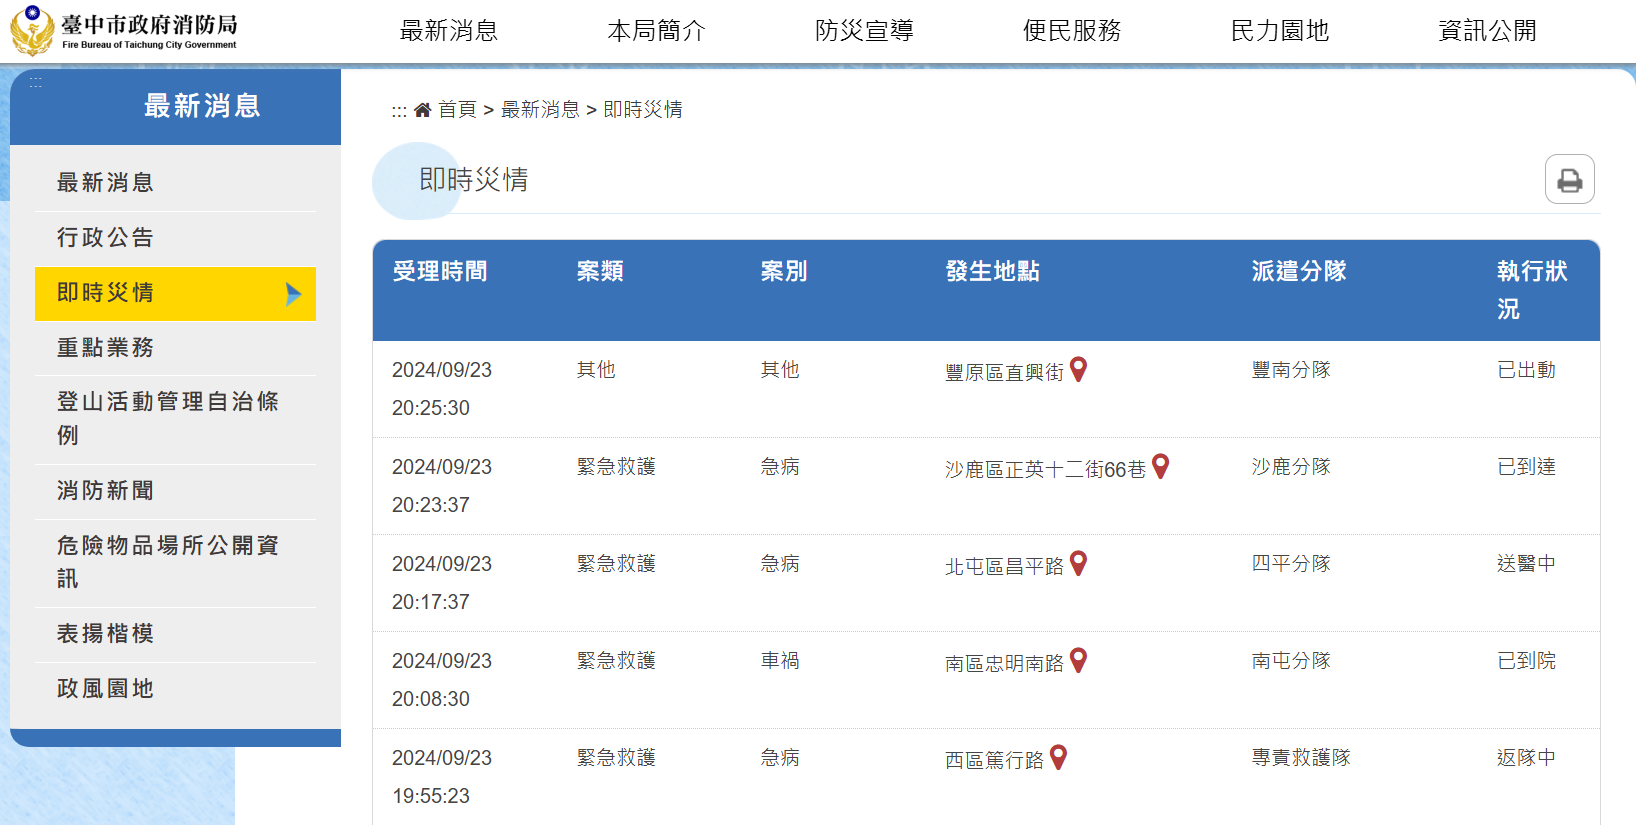 臺中市政府消防局
Fire Bureau of Taichung City Government
最新消息 本局簡介 防災宣導 便民服務 民力園地 資訊公開
:::
最新消息
最新消息
行政公告
即時災情
重點業務
登山活動管理自治條
例
消防新聞
危險物品場所公開資
訊
表揚楷模
政風園地
::: 首頁 > 最新消息 > 即時災情
即時災情
受理時間 案類 案別 發生地點 派遣分隊 執行狀
況
2024/09/23 其他 其他 豐原區直興街 豐南分隊 已出動
20:25:30
2024/09/23 緊急救護 急病 沙鹿區正英十二街66巷 沙鹿分隊 已到達
20:23:37
2024/09/23 緊急救護 急病 北屯區昌平路 四平分隊 送醫中
20:17:37
2024/09/23 緊急救護 車禍 南區忠明南路 南屯分隊 已到院
20:08:30
2024/09/23 緊急救護 急病 西區篤行路 專責救護隊 返隊中
19:55:23